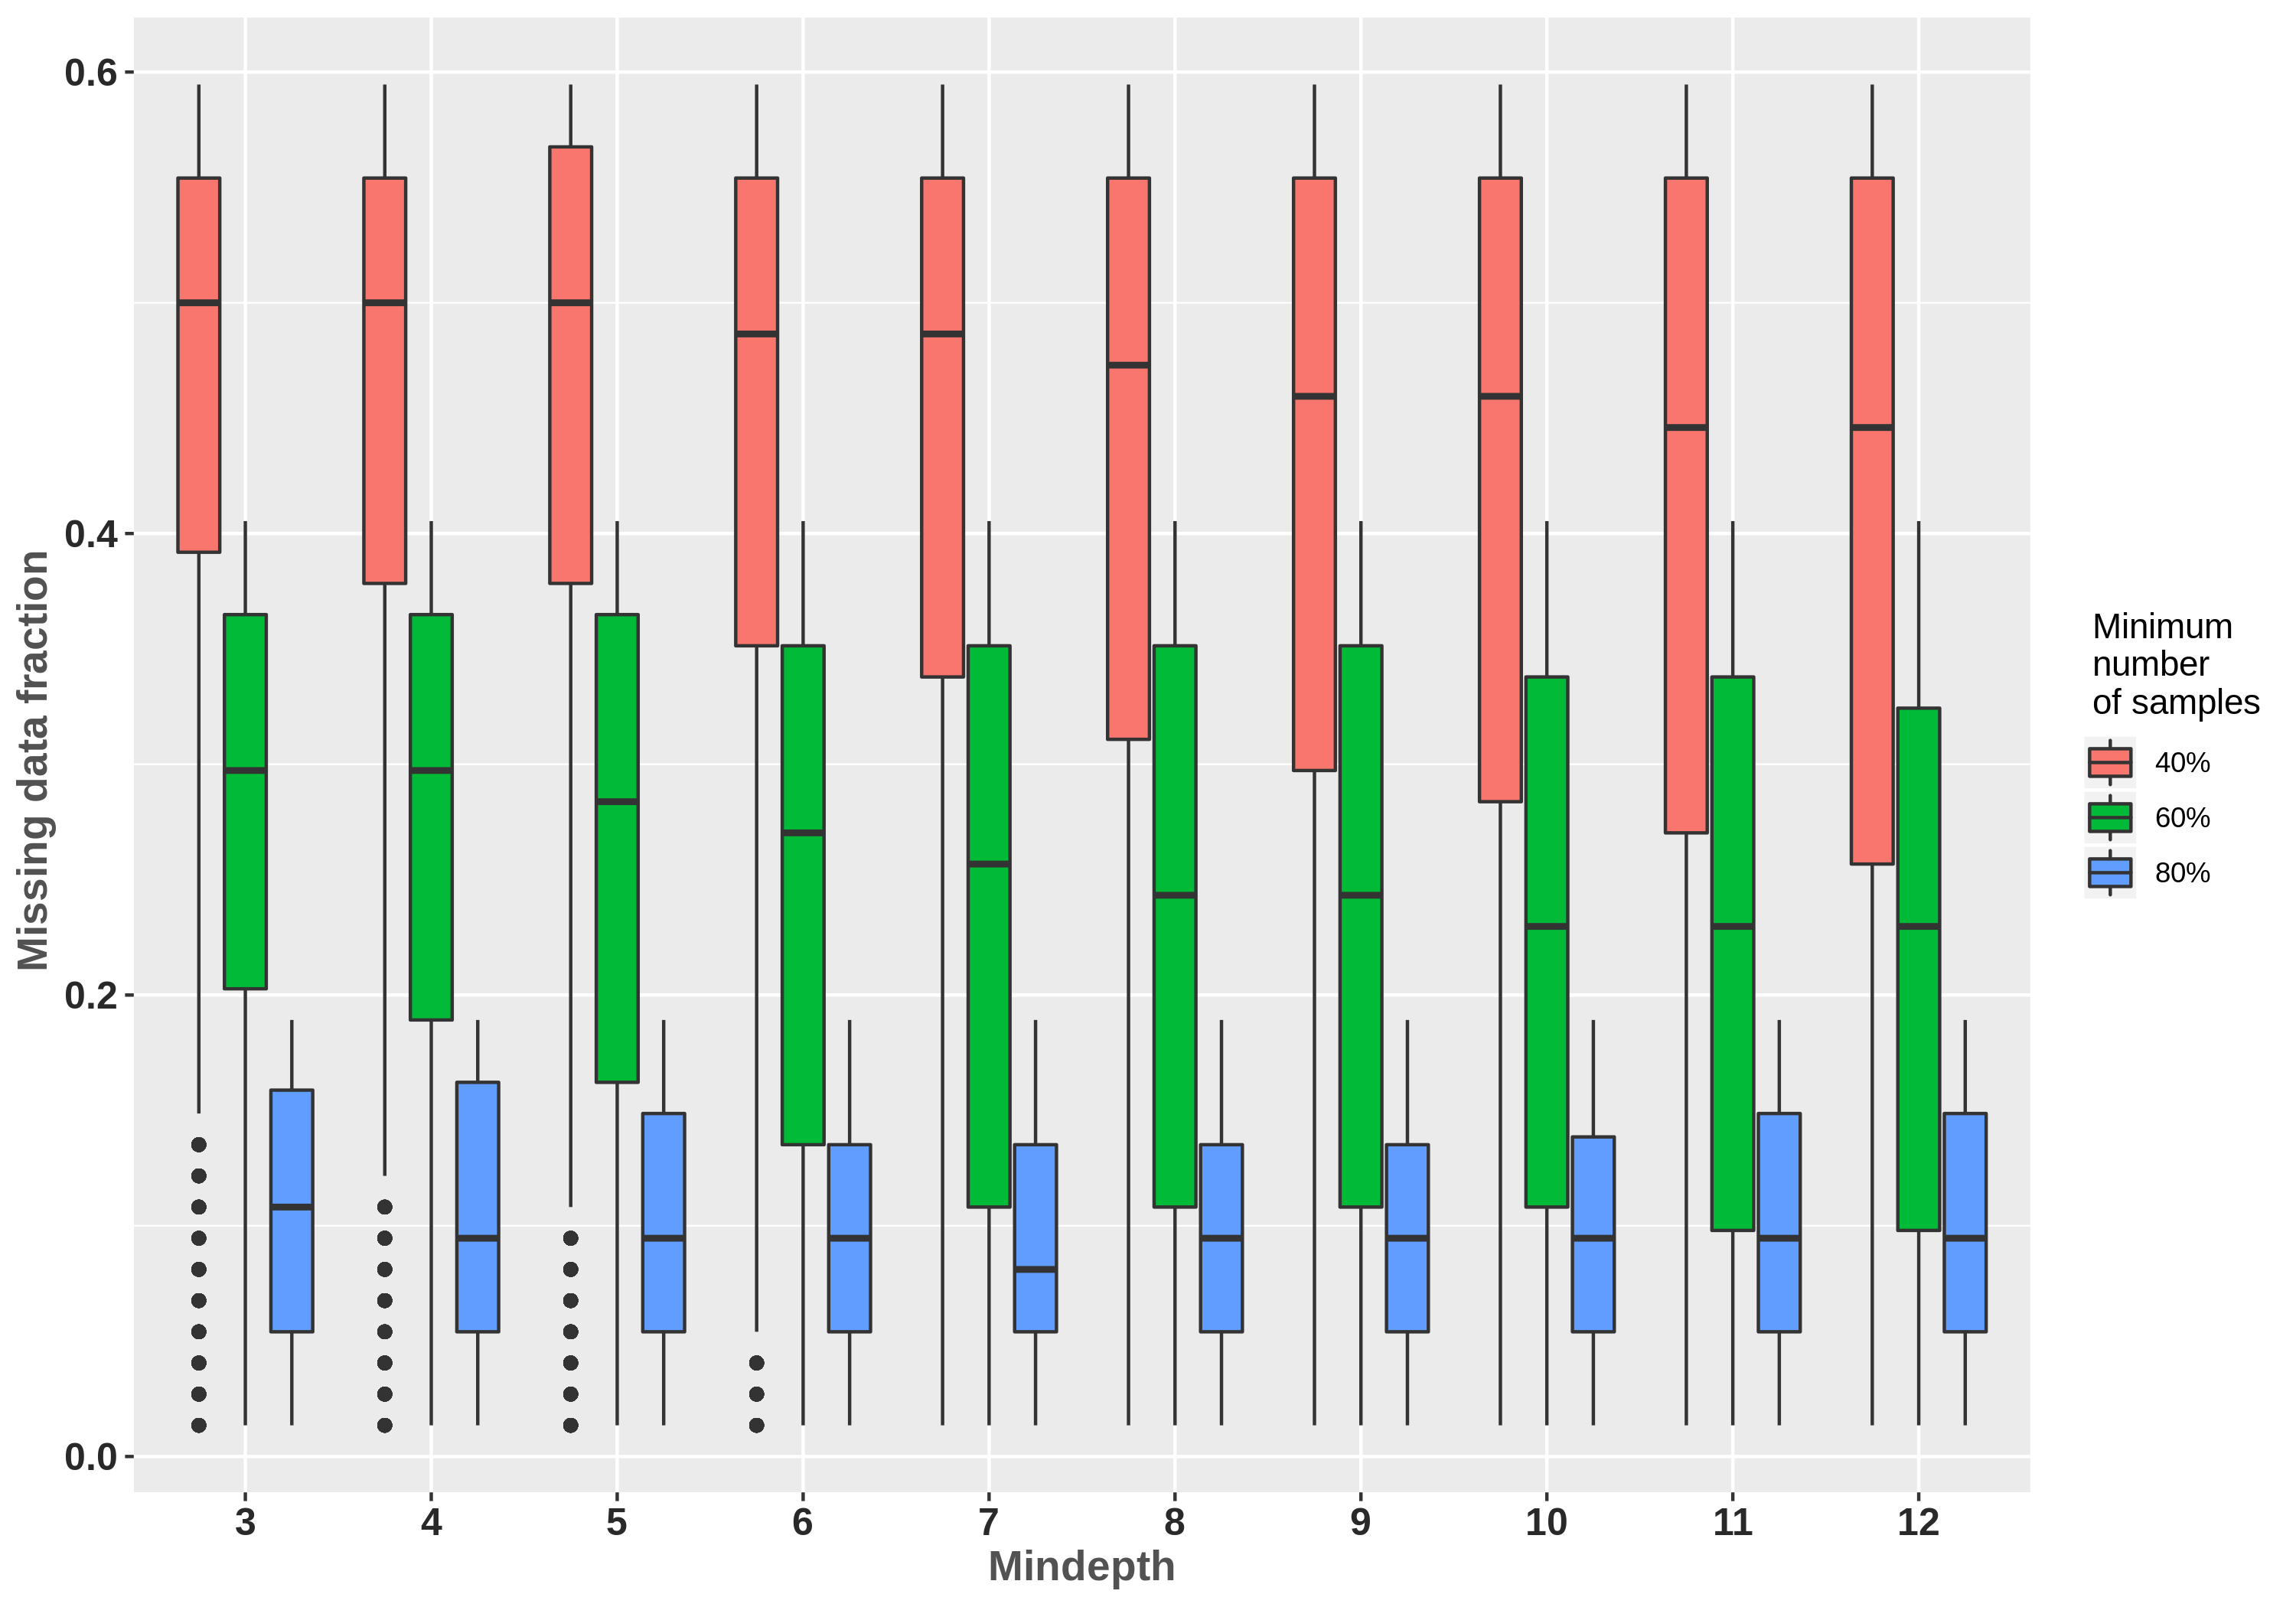 0.6
0.4
0.2
0.0
Missing data fraction
3 4 5 6 7 8 9 10 11 12
Mindepth
Minimum
number
of samples
40%
60%
80%